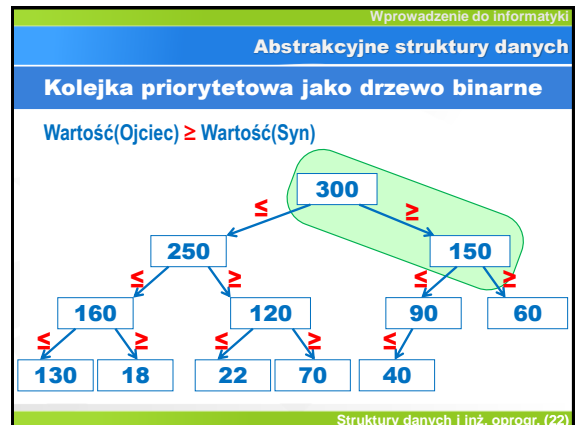 Wprowadzenie do informatyki
Abstrakcyjne struktury danych
Kolejka priorytetowa jako drzewo binarne
Wartość(Ojciec) ≥ Wartość(Syn)
300
≤ ≥
250 150
≤ ≥ ≤ ≥
160 120 90 60
≤ ≥ ≤ ≥ ≤
130 18 22 70 40
Struktury danych i inż. oprogr. (22)